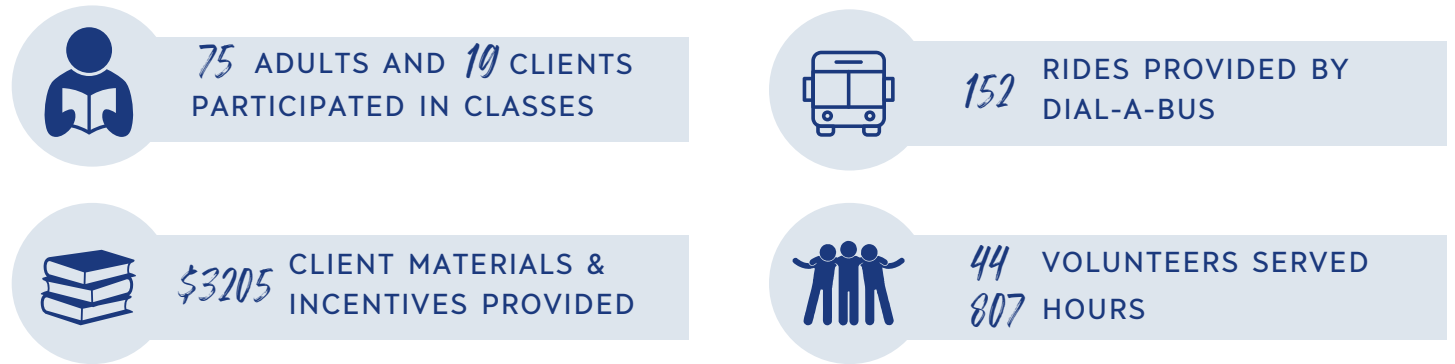 75 ADULTS AND 19 CLIENTS
PARTICIPATED IN CLASSES
152 RIDES PROVIDED BY
DIAL-A-BUS
$3205 CLIENT MATERIALS &
INCENTIVES PROVIDED
44 VOLUNTEERS SERVED
807 HOURS